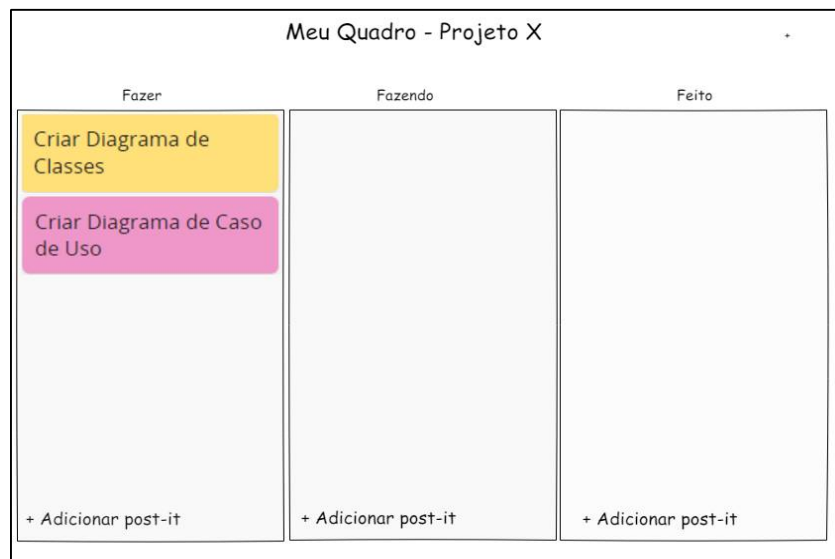 Meu Quadro - Projeto X
+
Fazer
Fazendo
Feito
Criar Diagrama de
Classes
Criar Diagrama de Caso
de Uso
+ Adicionar post-it
+ Adicionar post-it
+ Adicionar post-it